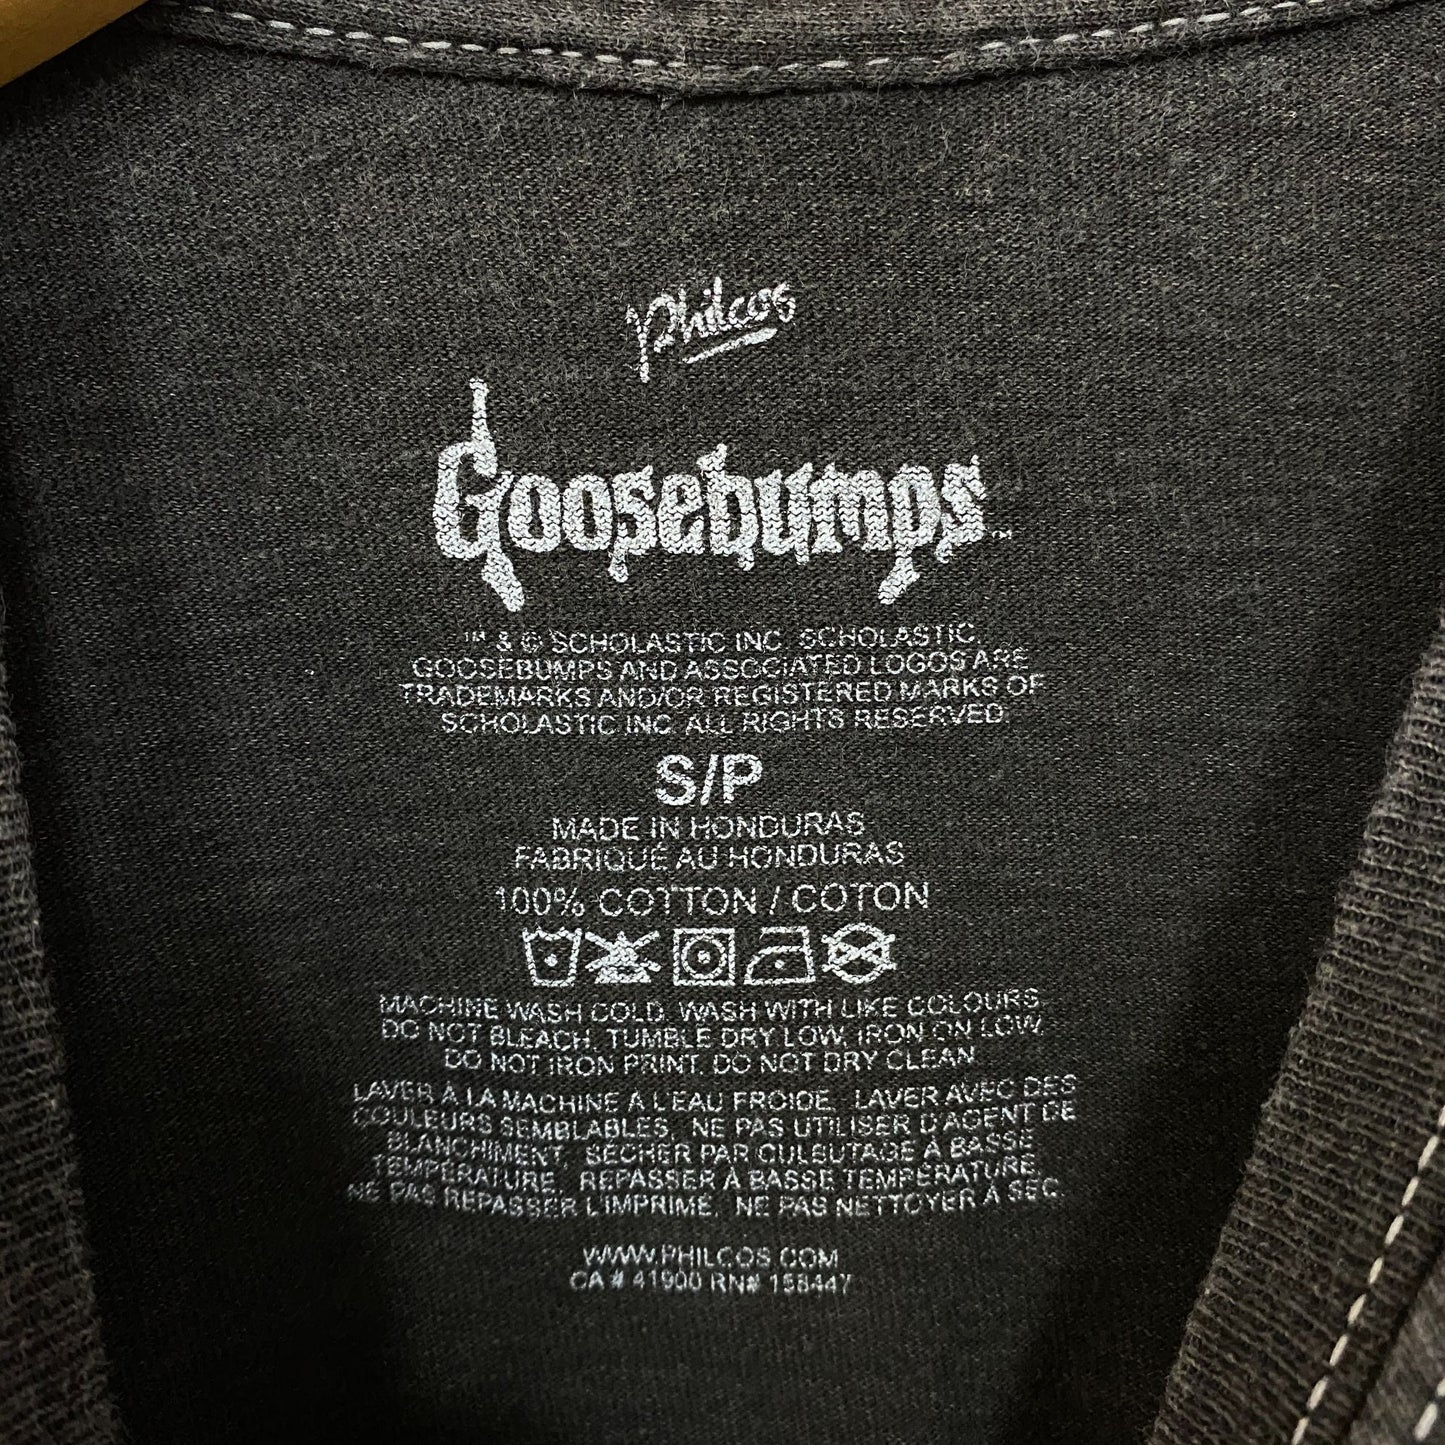 Philcos
Goosebumps™
™ & © SCHOLASTIC INC. SCHOLASTIC,
GOOSEBUMPS AND ASSOCIATED LOGOS ARE
TRADEMARKS AND/OR REGISTERED MARKS OF
SCHOLASTIC INC. ALL RIGHTS RESERVED.
S/P
MADE IN HONDURAS
FABRIQUÉ AU HONDURAS
100% COTTON / COTON
MACHINE WASH COLD. WASH WITH LIKE COLOURS.
DO NOT BLEACH. TUMBLE DRY LOW. IRON ON LOW.
DO NOT IRON PRINT. DO NOT DRY CLEAN
LAVER À LA MACHINE À L'EAU FROIDE. LAVER AVEC DES
COULEURS SEMBLABLES. NE PAS UTILISER D'AGENT DE
BLANCHIMENT. SÉCHER PAR CULBUTAGE À BASSE
TEMPÉRATURE. REPASSER À BASSE TEMPÉRATURE.
NE PAS REPASSER L'IMPRIMÉ. NE PAS NETTOYER À SEC.
WWW.PHILCOS.COM
CA # 41900 RN# 158447